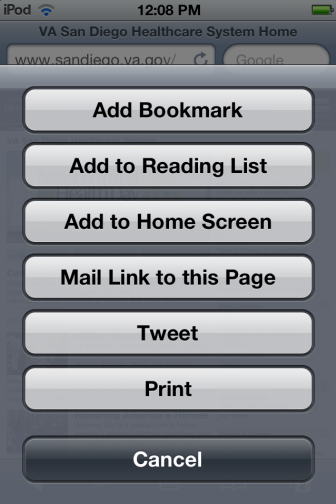 iPod 12:08 PM
VA San Diego Healthcare System Home
www.sandiego.va.gov/ Google
Add Bookmark
Add to Reading List
Add to Home Screen
Mail Link to this Page
Tweet
Print
Cancel